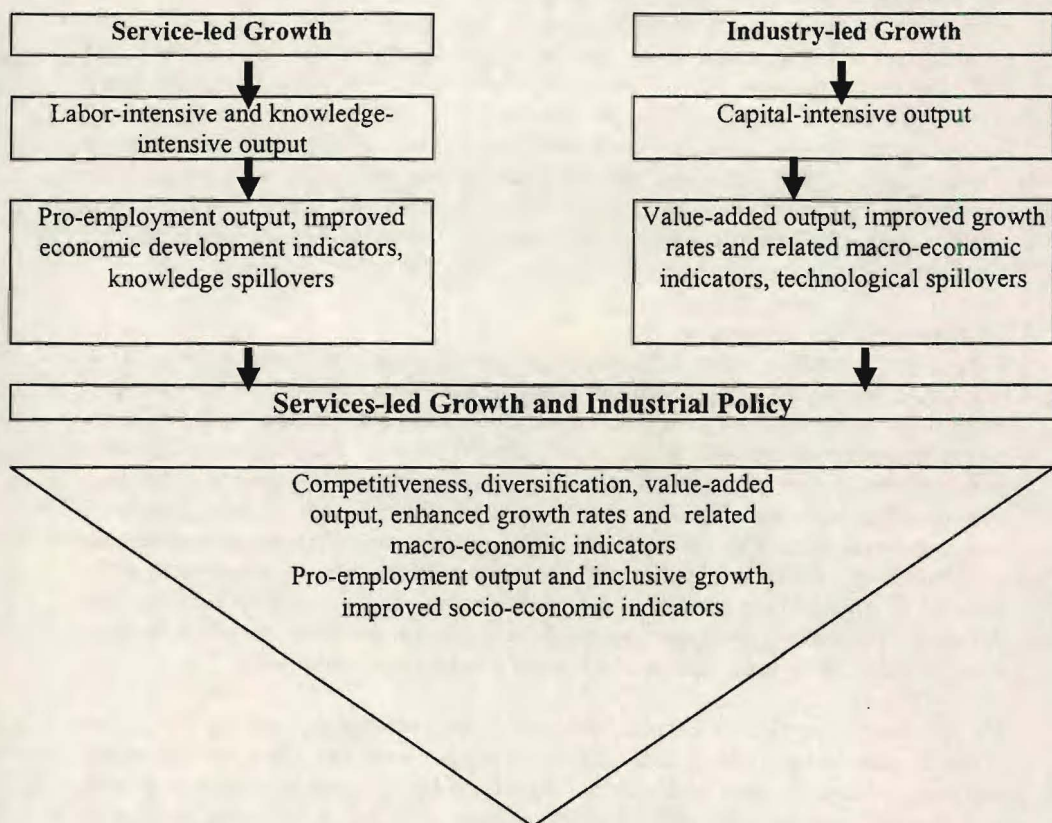 Service-led Growth
Labor-intensive and knowledge-
intensive output
Pro-employment output, improved
economic development indicators,
knowledge spillovers
Industry-led Growth
Capital-intensive output
Value-added output, improved growth
rates and related macro-economic
indicators, technological spillovers
Services-led Growth and Industrial Policy
Competitiveness, diversification, value-added
output, enhanced growth rates and related
macro-economic indicators
Pro-employment output and inclusive growth,
improved socio-economic indicators